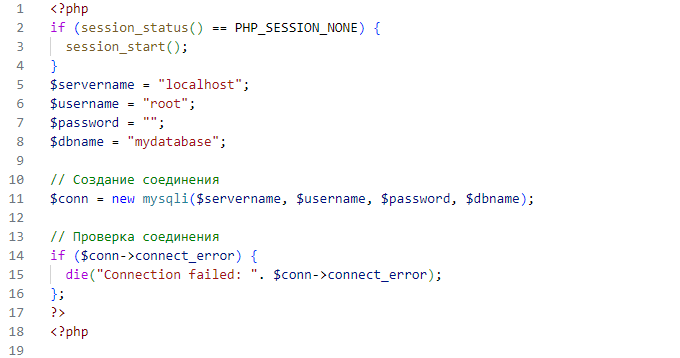 1 <?php
2 if (session_status() == PHP_SESSION_NONE) {
3 session_start();
4 }
5 $servername = "localhost";
6 $username = "root";
7 $password = "";
8 $dbname = "mydatabase";
9
10 // Создание соединения
11 $conn = new mysqli($servername, $username, $password, $dbname);
12
13 // Проверка соединения
14 if ($conn->connect_error) {
15 die("Connection failed: ". $conn->connect_error);
16 };
17 ?>
18 <?php
19